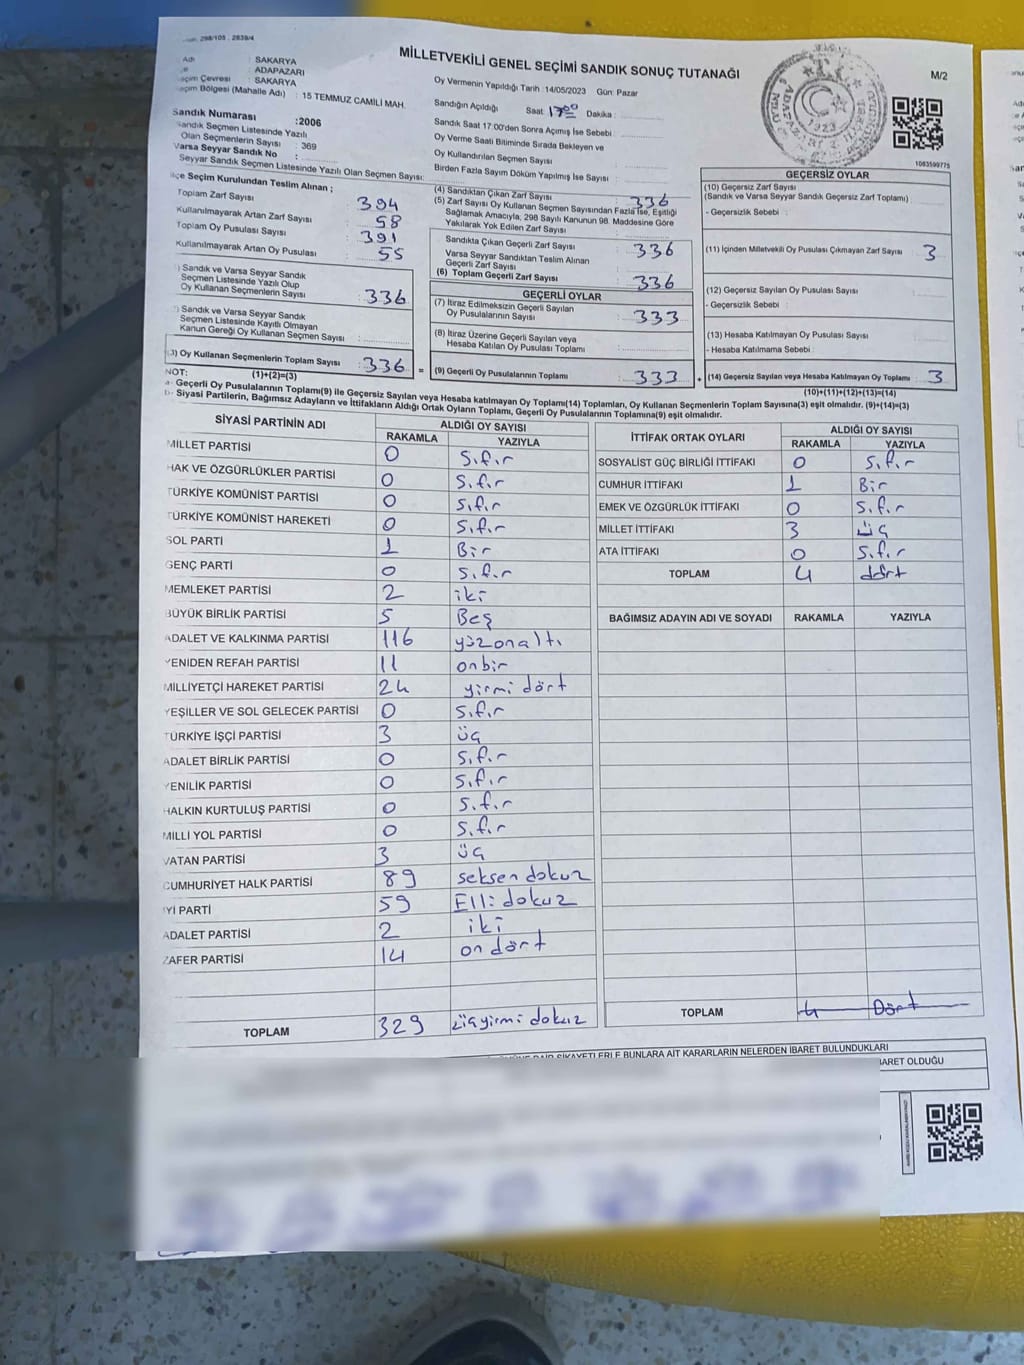 298/105 - 2839/4
MİLLETVEKİLİ GENEL SEÇİMİ SANDIK SONUÇ TUTANAĞI
M/2
Adı : SAKARYA
: ADAPAZARI
Seçim Çevresi : SAKARYA
Seçim Bölgesi (Mahalle Adı) : 15 TEMMUZ CAMİLİ MAH.
Sandık Numarası : 2006
Sandık Seçmen Listesinde Yazılı
Olan Seçmenlerin Sayısı : 369
Varsa Seyyar Sandık No :
Seyyar Sandık Seçmen Listesinde Yazılı Olan Seçmen Sayısı:
Oy Vermenin Yapıldığı Tarih :14/05/2023 Gün: Pazar
Sandığın Açıldığı Saat 17:00 Dakika :
Sandık Saat 17:00'den Sonra Açımış İse Sebebi :
Oy Verme Saati Bitiminde Sırada Bekleyen ve
Oy Kullandırılan Seçmen Sayısı :
Birden Fazla Sayım Döküm Yapılmış İse Sayısı :
1923
1083590775
İlçe Seçim Kurulundan Teslim Alınan ;
Toplam Zarf Sayısı : 394
Kullanılmayarak Artan Zarf Sayısı : 58
Toplam Oy Pusulası Sayısı : 391
Kullanılmayarak Artan Oy Pusulası : 55
) Sandık ve Varsa Seyyar Sandık
Seçmen Listesinde Yazılı Olup
Oy Kullanan Seçmenlerin Sayısı : 336
) Sandık ve Varsa Seyyar Sandık
Seçmen Listesinde Kayıtlı Olmayan
Kanun Gereği Oy Kullanan Seçmen Sayısı :
(3) Oy Kullanan Seçmenlerin Toplam Sayısı : 336 =
(1)+(2)=(3)
(4) Sandıktan Çıkan Zarf Sayısı : 336
(5) Zarf Sayısı Oy Kullanan Seçmen Sayısından Fazla İse, Eşitliği
Sağlamak Amacıyla, 298 Sayılı Kanunun 98. Maddesine Göre
Yakılarak Yok Edilen Zarf Sayısı :
Sandıkta Çıkan Geçerli Zarf Sayısı : 336
Varsa Seyyar Sandıktan Teslim Alınan
Geçerli Zarf Sayısı :
(6) Toplam Geçerli Zarf Sayısı : 336
GEÇERLİ OYLAR
(7) İtiraz Edilmeksizin Geçerli Sayılan
Oy Pusulalarının Sayısı : 333
(8) İtiraz Üzerine Geçerli Sayılan veya
Hesaba Katılan Oy Pusulası Toplamı :
(9) Geçerli Oy Pusulalarının Toplamı : 333 +
GEÇERSİZ OYLAR
(10) Geçersiz Zarf Sayısı
(Sandık ve Varsa Seyyar Sandık Geçersiz Zarf Toplamı) :
- Geçersizlik Sebebi :
(11) İçinden Milletvekili Oy Pusulası Çıkmayan Zarf Sayısı : 3
(12) Geçersiz Sayılan Oy Pusulası Sayısı :
- Geçersizlik Sebebi :
(13) Hesaba Katılmayan Oy Pusulası Sayısı :
- Hesaba Katılmama Sebebi :
(14) Geçersiz Sayılan veya Hesaba Katılmayan Oy Toplamı : 3
(10)+(11)+(12)+(13)=(14)
NOT:
a- Geçerli Oy Pusulalarının Toplamı(9) ile Geçersiz Sayılan veya Hesaba katılmayan Oy Toplamı(14) Toplamları, Oy Kullanan Seçmenlerin Toplam Sayısına(3) eşit olmalıdır. (9)+(14)=(3)
b- Siyasi Partilerin, Bağımsız Adayların ve İttifakların Aldığı Ortak Oyların Toplamı, Geçerli Oy Pusulalarının Toplamına(9) eşit olmalıdır.
SİYASİ PARTİNİN ADI ALDIĞI OY SAYISI
RAKAMLA YAZIYLA
MİLLET PARTİSİ 0 Sıfır
HAK VE ÖZGÜRLÜKLER PARTİSİ 0 Sıfır
TÜRKİYE KOMÜNİST PARTİSİ 0 Sıfır
TÜRKİYE KOMÜNİST HAREKETİ 0 Sıfır
SOL PARTİ 1 Bir
GENÇ PARTİ 0 Sıfır
MEMLEKET PARTİSİ 2 iki
BÜYÜK BİRLİK PARTİSİ 5 Beş
ADALET VE KALKINMA PARTİSİ 116 yüzonaltı
YENİDEN REFAH PARTİSİ 11 onbir
MİLLİYETÇİ HAREKET PARTİSİ 24 yirmi dört
YEŞİLLER VE SOL GELECEK PARTİSİ 0 Sıfır
TÜRKİYE İŞÇİ PARTİSİ 3 üç
ADALET BİRLİK PARTİSİ 0 Sıfır
YENİLİK PARTİSİ 0 Sıfır
HALKIN KURTULUŞ PARTİSİ 0 Sıfır
MİLLİ YOL PARTİSİ 0 Sıfır
VATAN PARTİSİ 3 üç
CUMHURİYET HALK PARTİSİ 89 seksen dokuz
İYİ PARTİ 59 Elli dokuz
ADALET PARTİSİ 2 iki
ZAFER PARTİSİ 14 on dört
TOPLAM 329 üçyirmi dokuz
İTTİFAK ORTAK OYLARI ALDIĞI OY SAYISI
RAKAMLA YAZIYLA
SOSYALİST GÜÇ BİRLİĞİ İTTİFAKI 0 Sıfır
CUMHUR İTTİFAKI 1 Bir
EMEK VE ÖZGÜRLÜK İTTİFAKI 0 Sıfır
MİLLET İTTİFAKI 3 üç
ATA İTTİFAKI 0 Sıfır
TOPLAM 4 dört
BAĞIMSIZ ADAYIN ADI VE SOYADI RAKAMLA YAZIYLA
TOPLAM 4 Dört
ŞİKAYETLERLE BUNLARA AİT KARARLARIN NELERDEN İBARET BULUNDUKLARI
İBARET OLDUĞU